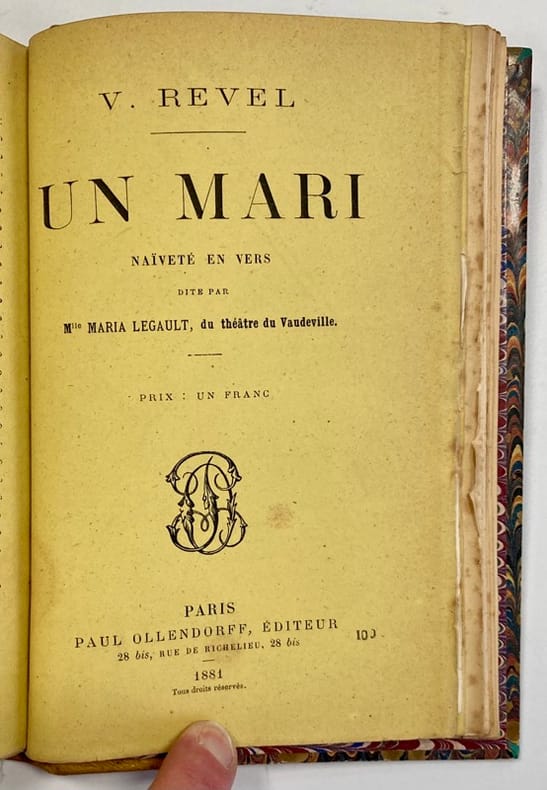 V. REVEL
UN MARI
NAÏVETÉ EN VERS
DITE PAR
Mlle MARIA LEGAULT, du théâtre du Vaudeville.
PRIX : UN FRANC
PARIS
PAUL OLLENDORFF, ÉDITEUR
28 bis, RUE DE RICHELIEU, 28 bis
100
1881
Tous droits réservés.